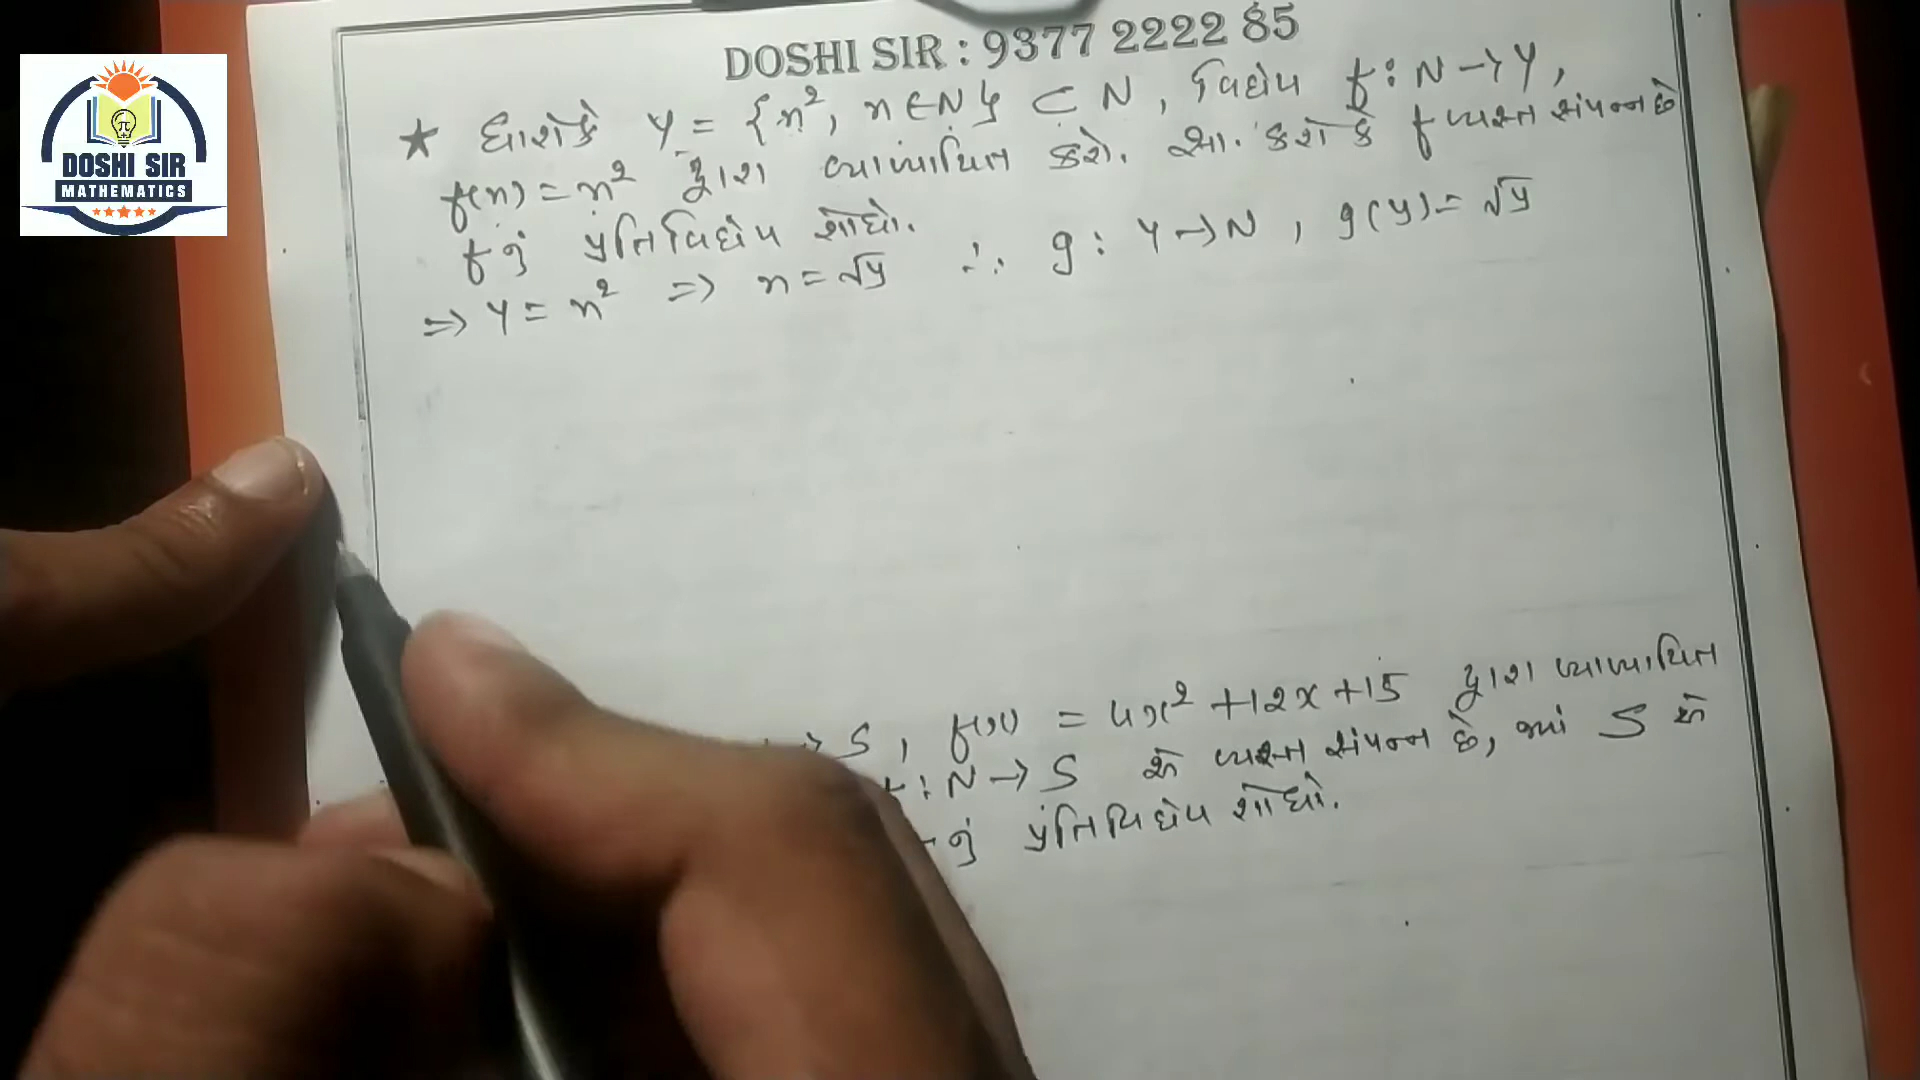 DOSHI SIR
MATHEMATICS
DOSHI SIR : 9377 2222 85
★ ધારો કે Y = {n², n∈N} ⊂ N, વિધેય f : N → Y,
f(n) = n² દ્વારા વ્યાખ્યાયિત કરો. સા. કરો કે f વ્યસ્ત સંપન્ન છે
f નું પ્રતિવિધેય શોધો.
⇒ Y = n² ⇒ n = √y ∴ g : Y → N , g(y) = √y
→ S , f(x) = 4x² + 12x + 15 દ્વારા વ્યાખ્યાયિત
: N → S એ વ્યસ્ત સંપન્ન છે, જ્યાં S એ
નું પ્રતિવિધેય શોધો.